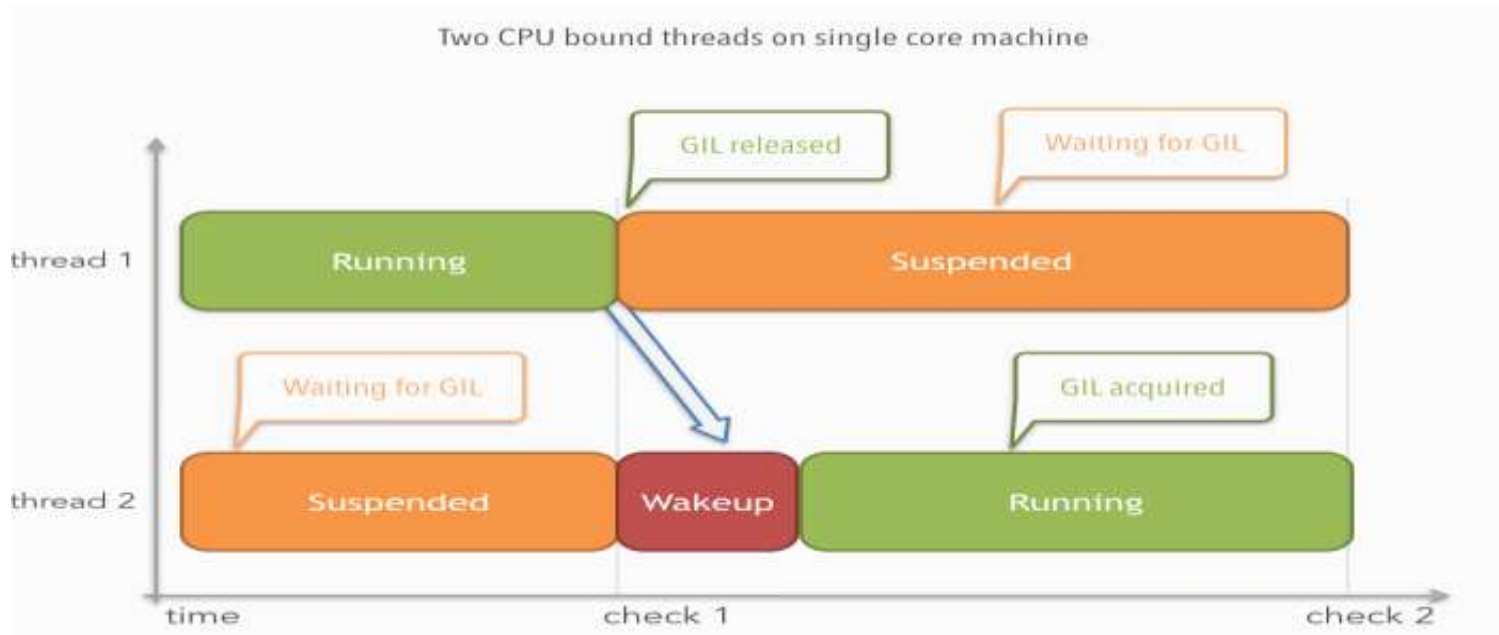 Two CPU bound threads on single core machine
GIL released
Waiting for GIL
thread 1
Running
Suspended
Waiting for GIL
GIL acquired
thread 2
Suspended
Wakeup
Running
time
check 1
check 2